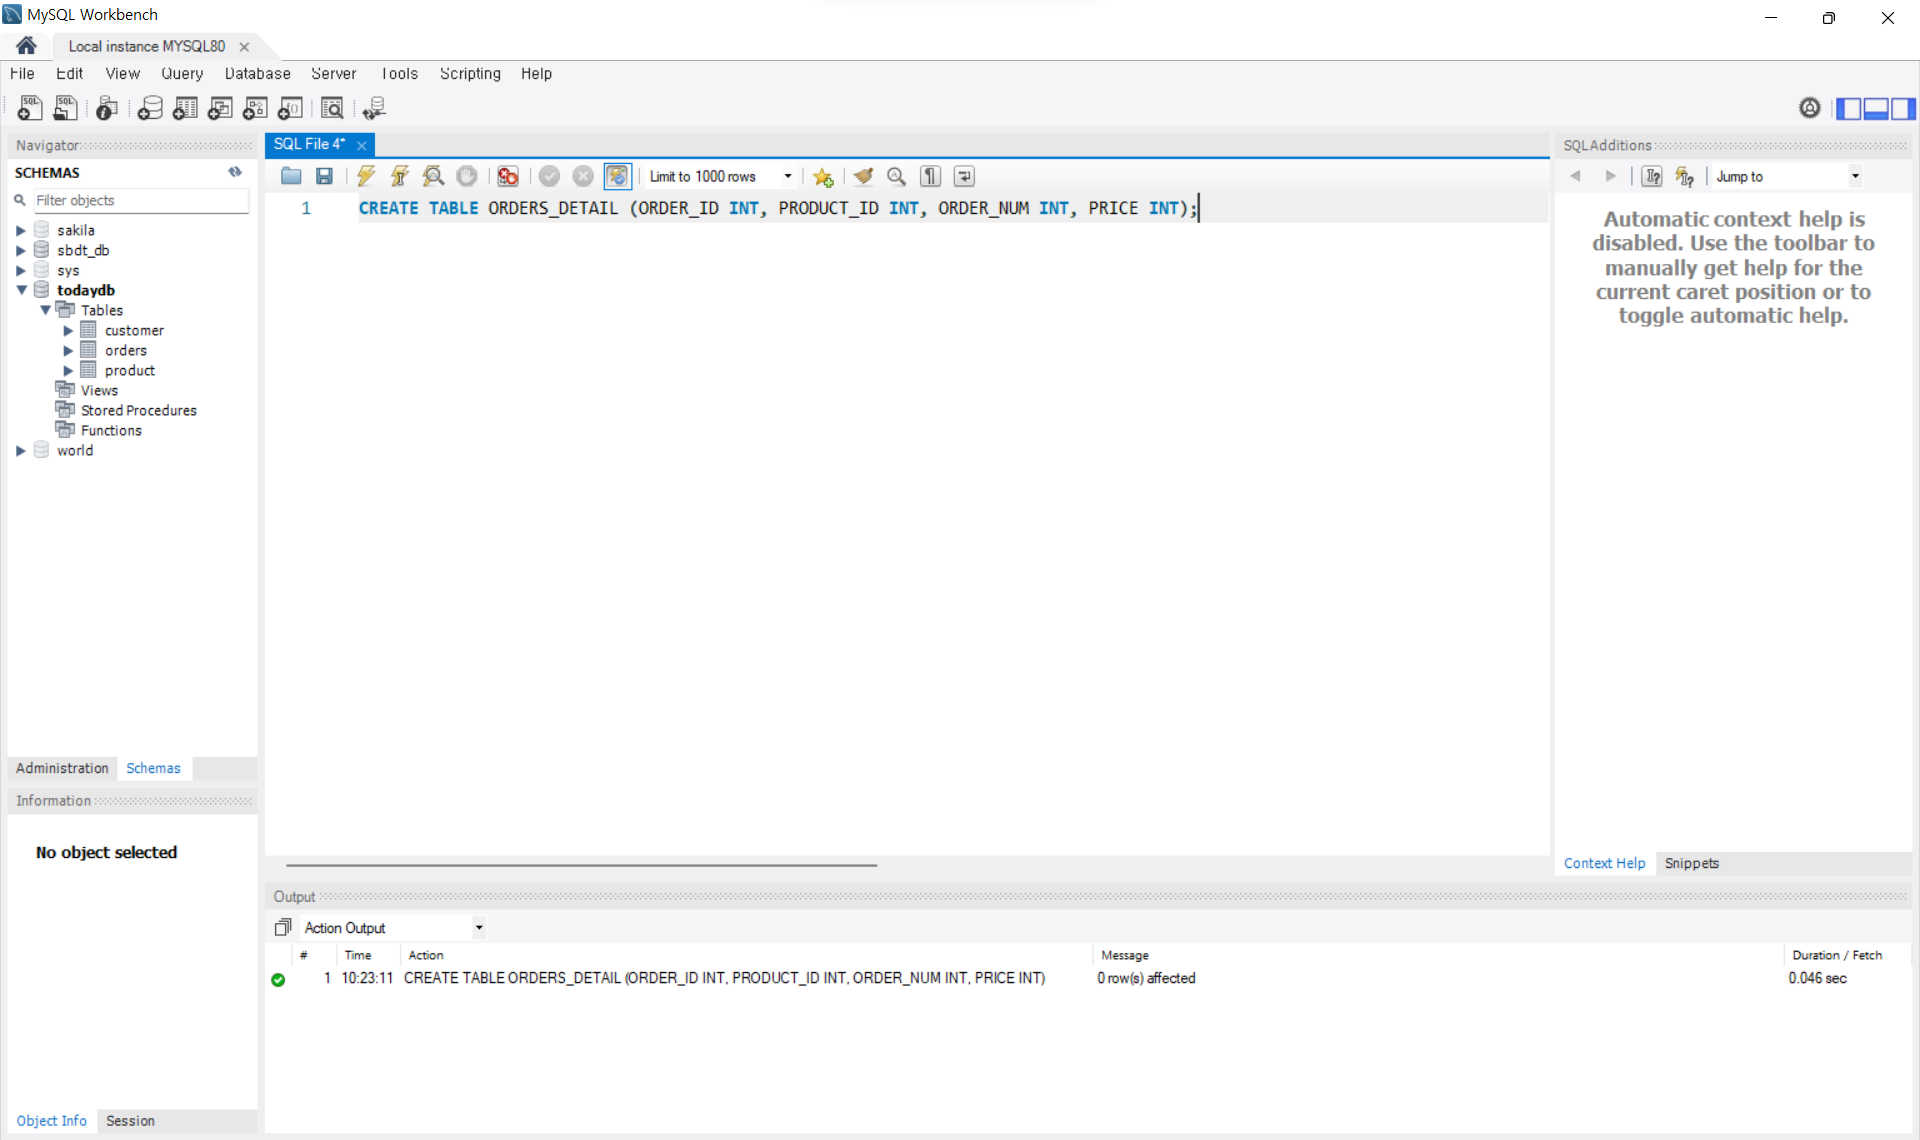 MySQL Workbench
Local instance MYSQL80
File Edit View Query Database Server Tools Scripting Help
Navigator
SCHEMAS
Filter objects
sakila
sbdt_db
sys
todaydb
Tables
customer
orders
product
Views
Stored Procedures
Functions
world
Administration Schemas
Information
No object selected
Object Info Session
SQL File 4*
Limit to 1000 rows
1 CREATE TABLE ORDERS_DETAIL (ORDER_ID INT, PRODUCT_ID INT, ORDER_NUM INT, PRICE INT);
SQLAdditions
Jump to
Automatic context help is
disabled. Use the toolbar to
manually get help for the
current caret position or to
toggle automatic help.
Context Help Snippets
Output
Action Output
# Time Action Message Duration / Fetch
1 10:23:11 CREATE TABLE ORDERS_DETAIL (ORDER_ID INT, PRODUCT_ID INT, ORDER_NUM INT, PRICE INT) 0 row(s) affected 0.046 sec